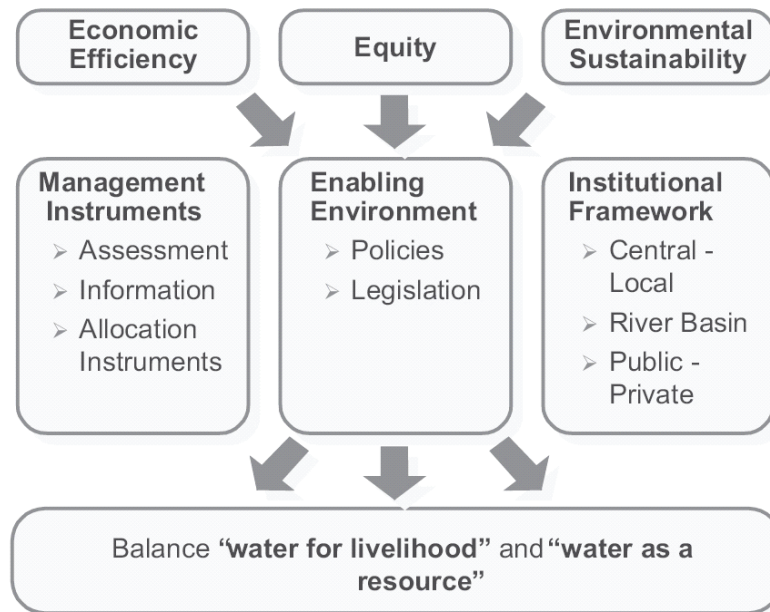 Economic
Efficiency
Equity
Environmental
Sustainability
Management
Instruments
➢ Assessment
➢ Information
➢ Allocation
Instruments
Enabling
Environment
➢ Policies
➢ Legislation
Institutional
Framework
➢ Central -
Local
➢ River Basin
➢ Public -
Private
Balance “water for livelihood” and “water as a
resource”